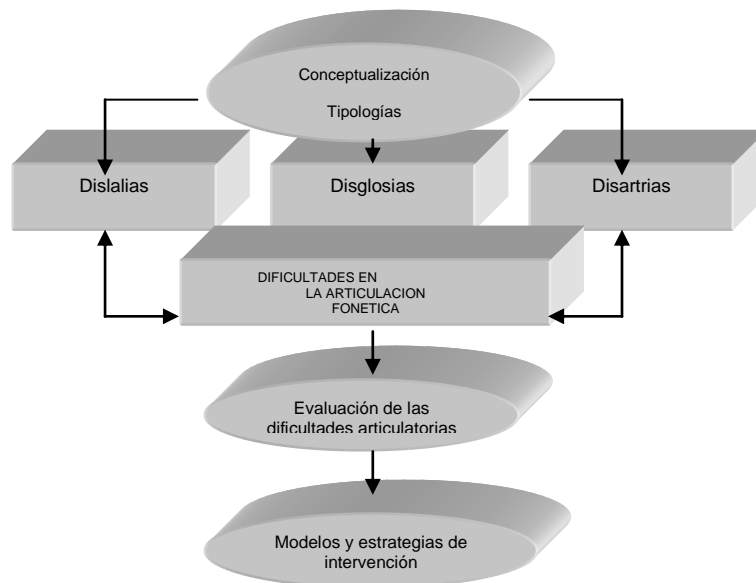 Conceptualización
Tipologías
Dislalias
Disglosias
Disartrias
DIFICULTADES EN
LA ARTICULACION
FONETICA
Evaluación de las
dificultades articulatorias
Modelos y estrategias de
intervención